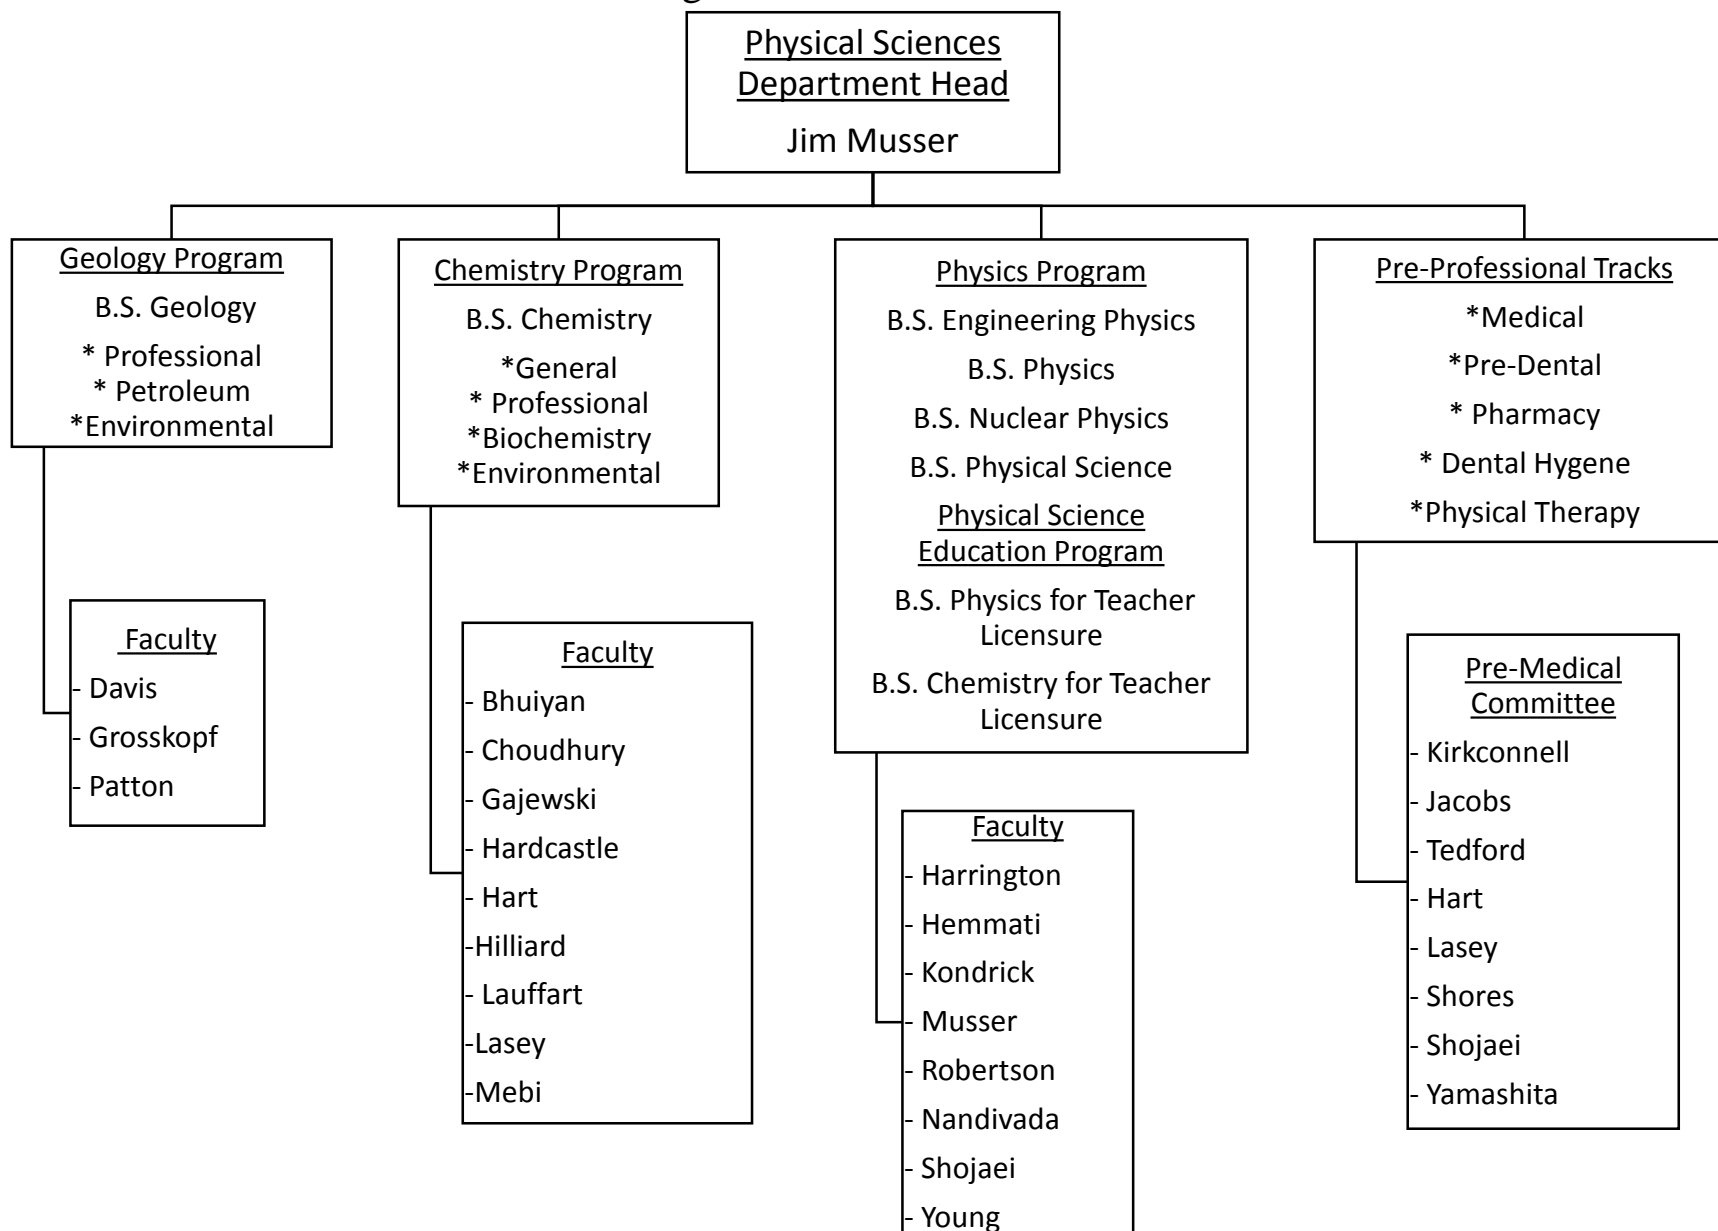 Physical Sciences
Department Head
Jim Musser
Geology Program
B.S. Geology
* Professional
* Petroleum
*Environmental
Faculty
- Davis
- Grosskopf
- Patton
Chemistry Program
B.S. Chemistry
*General
* Professional
*Biochemistry
*Environmental
Faculty
- Bhuiyan
- Choudhury
- Gajewski
- Hardcastle
- Hart
-Hilliard
- Lauffart
-Lasey
-Mebi
Physics Program
B.S. Engineering Physics
B.S. Physics
B.S. Nuclear Physics
B.S. Physical Science
Physical Science
Education Program
B.S. Physics for Teacher
Licensure
B.S. Chemistry for Teacher
Licensure
Faculty
- Harrington
- Hemmati
- Kondrick
- Musser
- Robertson
- Nandivada
- Shojaei
- Young
Pre-Professional Tracks
*Medical
*Pre-Dental
* Pharmacy
* Dental Hygene
*Physical Therapy
Pre-Medical
Committee
- Kirkconnell
- Jacobs
- Tedford
- Hart
- Lasey
- Shores
- Shojaei
- Yamashita